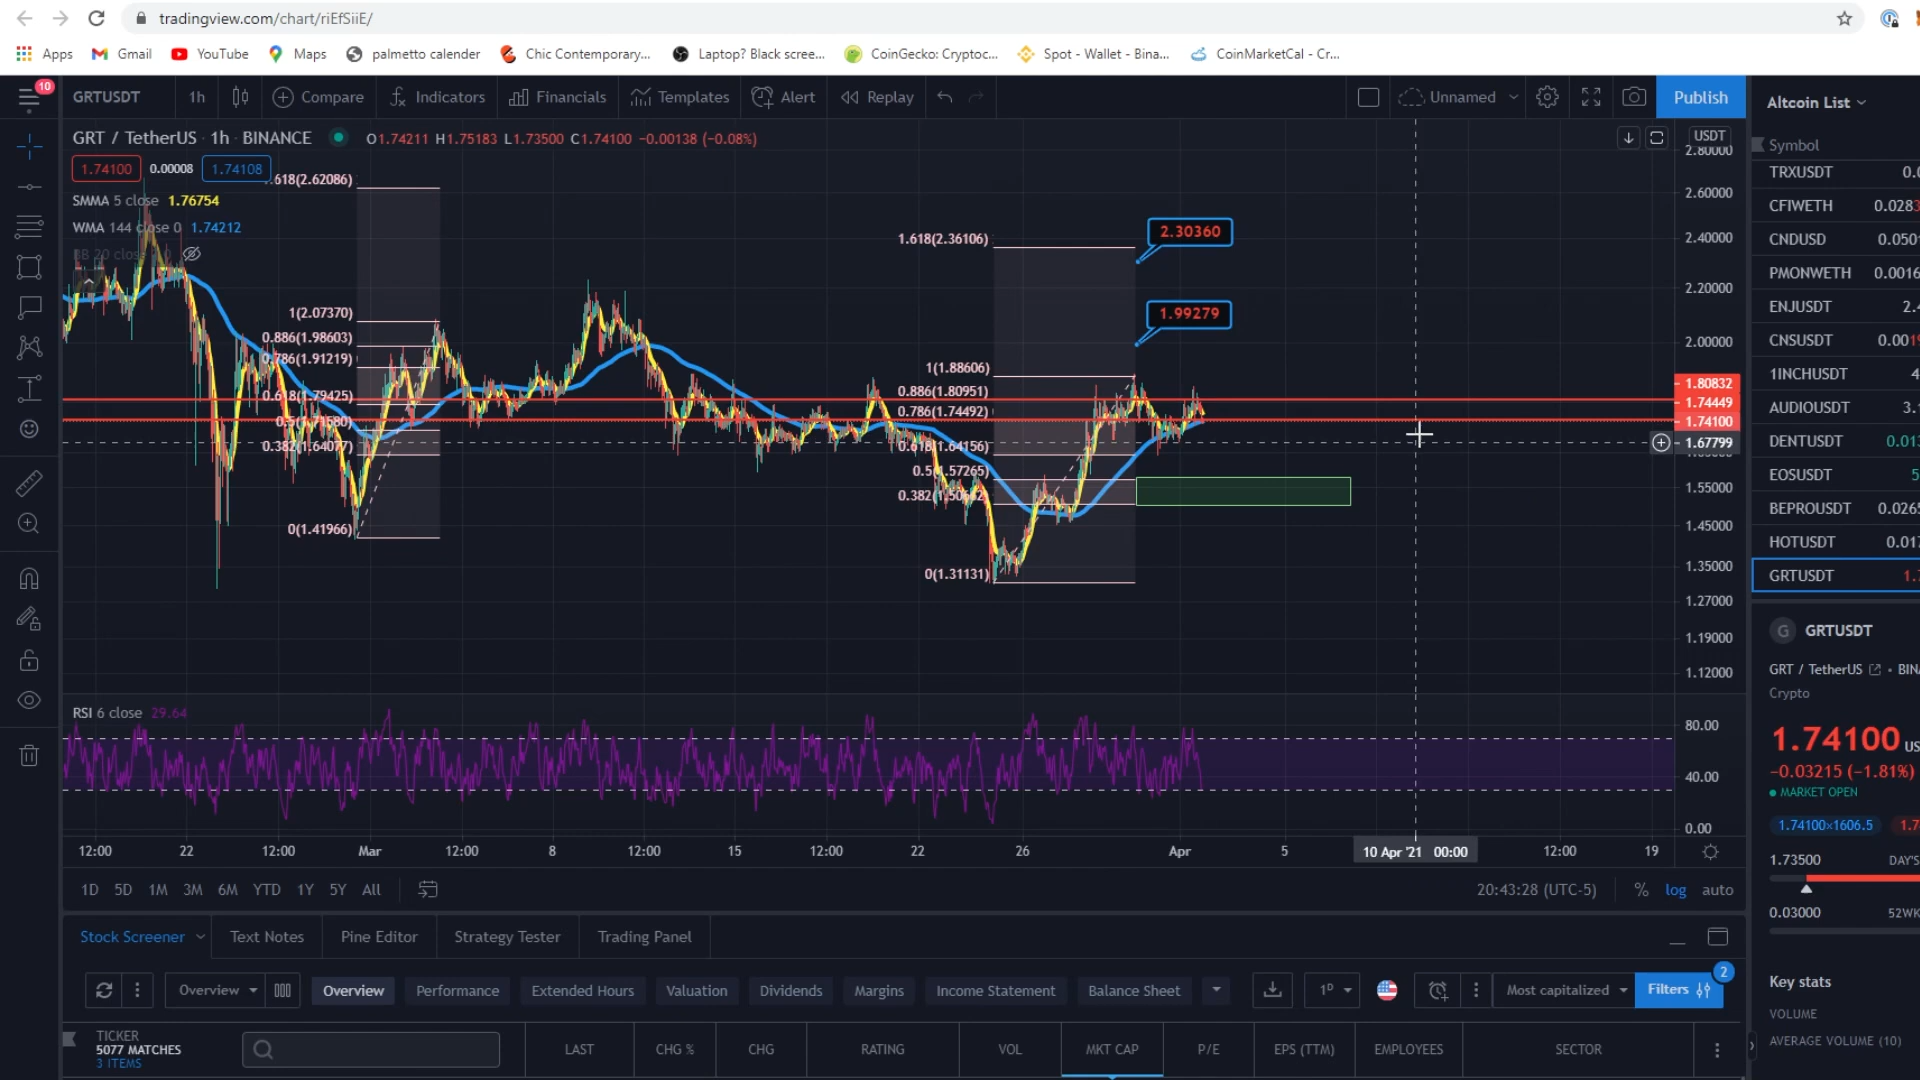 tradingview.com/chart/riEfSiiE/
Apps Gmail YouTube Maps palmetto calender Chic Contemporary... Laptop? Black scree... CoinGecko: Cryptoc... Spot - Wallet - Bina... CoinMarketCal - Cr...
10
GRTUSDT 1h Compare Indicators Financials Templates Alert Replay Unnamed Publish
Altcoin List
GRT / TetherUS · 1h · BINANCE O1.74211 H1.75183 L1.73500 C1.74100 −0.00138 (−0.08%)
1.74100 0.00008 1.74108
SMMA 5 close 1.76754
WMA 144 close 0 1.74212
BB 20 close
.618(2.62086)
1(2.07370)
0.886(1.98603)
0.786(1.91219)
0.618(1.79425)
0.5(1.71580)
0.382(1.64077)
0(1.41966)
1.618(2.36106)
1(1.88606)
0.886(1.80951)
0.786(1.74492)
0.618(1.64156)
0.5(1.57265)
0.382(1.50662)
0(1.31131)
2.30360
1.99279
USDT
2.80000
2.60000
2.40000
2.20000
2.00000
1.80832
1.74449
1.74100
1.67799
1.55000
1.45000
1.35000
1.27000
1.19000
1.12000
RSI 6 close 29.64
80.00
40.00
0.00
12:00 22 12:00 Mar 12:00 8 12:00 15 12:00 22 26 Apr 5 10 Apr '21 00:00 12:00 19
1D 5D 1M 3M 6M YTD 1Y 5Y All
20:43:28 (UTC-5) % log auto
Stock Screener Text Notes Pine Editor Strategy Tester Trading Panel
Overview Overview Performance Extended Hours Valuation Dividends Margins Income Statement Balance Sheet 1D Most capitalized Filters 2
TICKER
5077 MATCHES
3 ITEMS
LAST CHG % CHG RATING VOL MKT CAP P/E EPS (TTM) EMPLOYEES SECTOR
Symbol
TRXUSDT 0.0
CFIWETH 0.0283
CNDUSD 0.050
PMONWETH 0.0016
ENJUSDT 2.
CNSUSDT 0.001
1INCHUSDT 4
AUDIOUSDT 3.
DENTUSDT 0.01
EOSUSDT 5
BEPROUSDT 0.026
HOTUSDT 0.01
GRTUSDT 1.
G GRTUSDT
GRT / TetherUS • BIN
Crypto
1.74100 US
−0.03215 (−1.81%)
MARKET OPEN
1.74100×1606.5 1.7
1.73500 DAY'S
0.03000 52WK
Key stats
VOLUME
AVERAGE VOLUME (10)